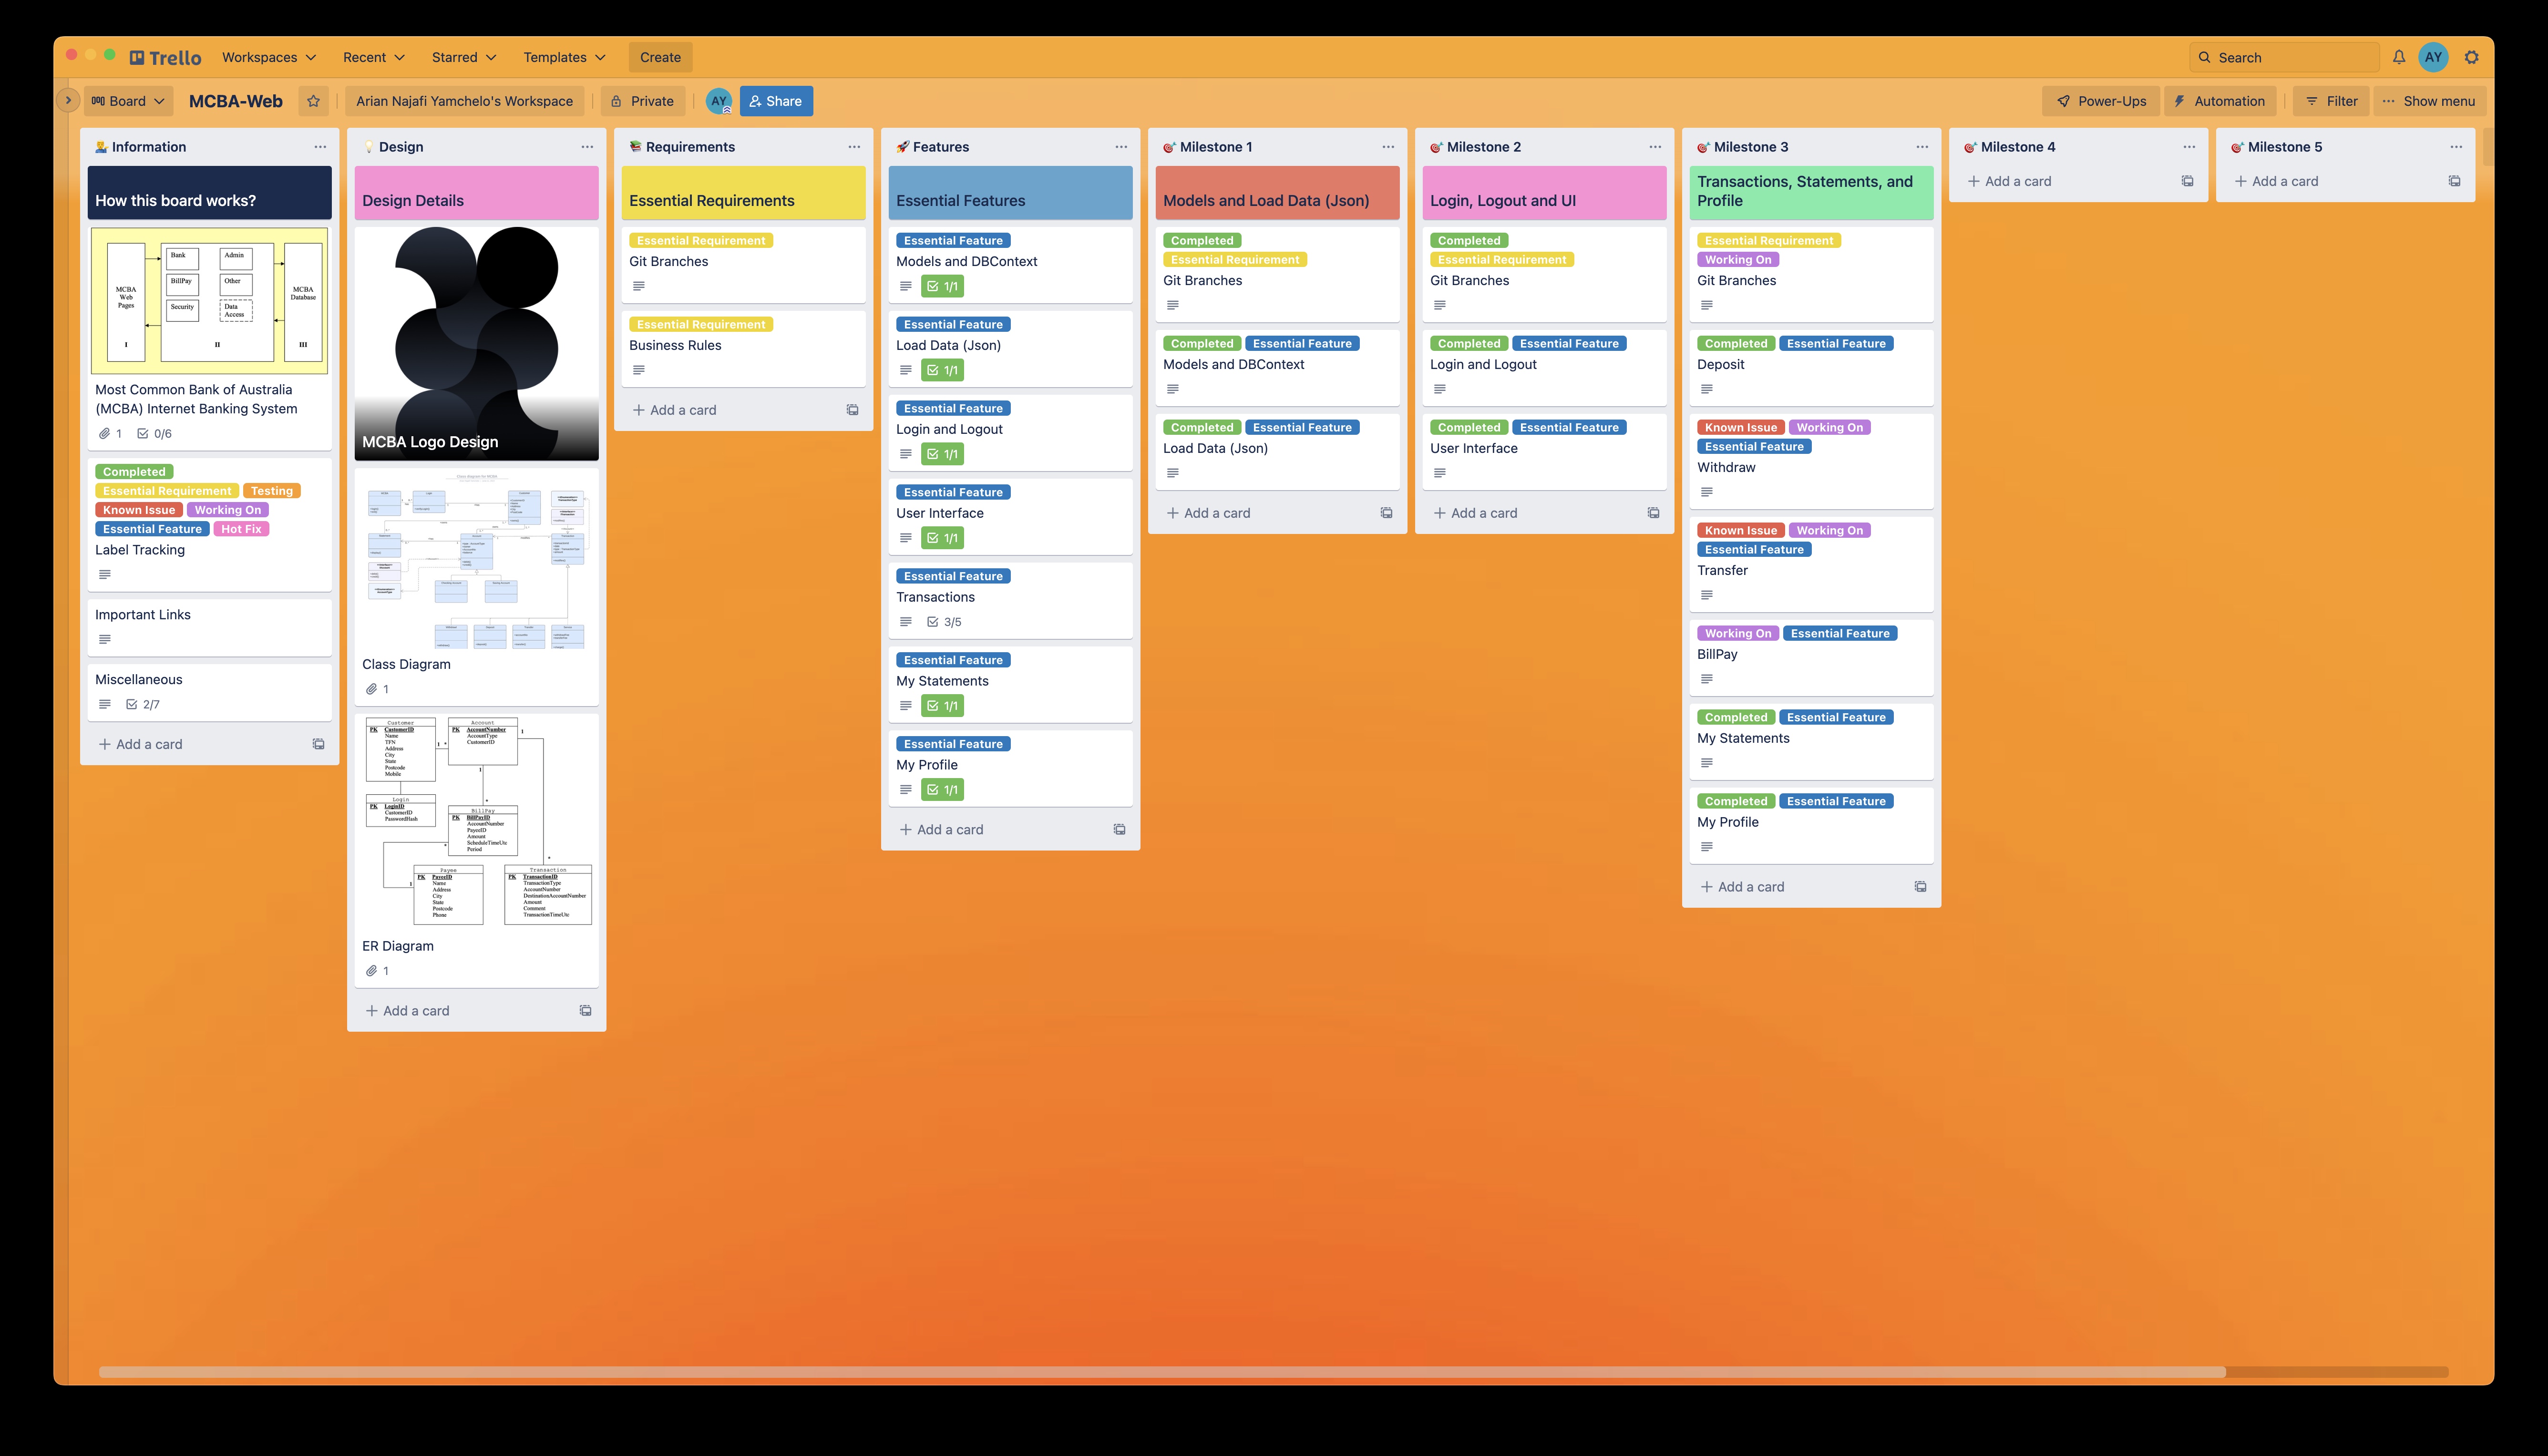 Trello
Workspaces
Recent
Starred
Templates
Create
Search
AY
Board
MCBA-Web
Arian Najafi Yamchelo's Workspace
Private
AY
Share
Power-Ups
Automation
Filter
Show menu
Information
How this board works?
MCBA
Web
Pages
I
Bank
Admin
BillPay
Other
Security
Data
Access
II
MCBA
Database
III
Most Common Bank of Australia
(MCBA) Internet Banking System
1
0/6
Completed
Essential Requirement Testing
Known Issue Working On
Essential Feature Hot Fix
Label Tracking
Important Links
Miscellaneous
2/7
Add a card
Design
Design Details
MCBA Logo Design
Class Diagram
1
Customer
PK CustomerID
Name
TFN
Address
City
State
Postcode
Mobile
1
*
Account
PK AccountNumber
AccountType
CustomerID
1
1
Login
PK LoginID
CustomerID
PasswordHash
*
BillPay
PK BillPayID
AccountNumber
PayeeID
Amount
ScheduleTimeUtc
Period
*
*
1
Payee
PK PayeeID
Name
Address
City
State
Postcode
Phone
Transaction
PK TransactionID
TransactionType
AccountNumber
DestinationAccountNumber
Amount
Comment
TransactionTimeUtc
ER Diagram
1
Add a card
Requirements
Essential Requirements
Essential Requirement
Git Branches
Essential Requirement
Business Rules
Add a card
Features
Essential Features
Essential Feature
Models and DBContext
1/1
Essential Feature
Load Data (Json)
1/1
Essential Feature
Login and Logout
1/1
Essential Feature
User Interface
1/1
Essential Feature
Transactions
3/5
Essential Feature
My Statements
1/1
Essential Feature
My Profile
1/1
Add a card
Milestone 1
Models and Load Data (Json)
Completed
Essential Requirement
Git Branches
Completed Essential Feature
Models and DBContext
Completed Essential Feature
Load Data (Json)
Add a card
Milestone 2
Login, Logout and UI
Completed
Essential Requirement
Git Branches
Completed Essential Feature
Login and Logout
Completed Essential Feature
User Interface
Add a card
Milestone 3
Transactions, Statements, and
Profile
Essential Requirement
Working On
Git Branches
Completed Essential Feature
Deposit
Known Issue Working On
Essential Feature
Withdraw
Known Issue Working On
Essential Feature
Transfer
Working On Essential Feature
BillPay
Completed Essential Feature
My Statements
Completed Essential Feature
My Profile
Add a card
Milestone 4
Add a card
Milestone 5
Add a card